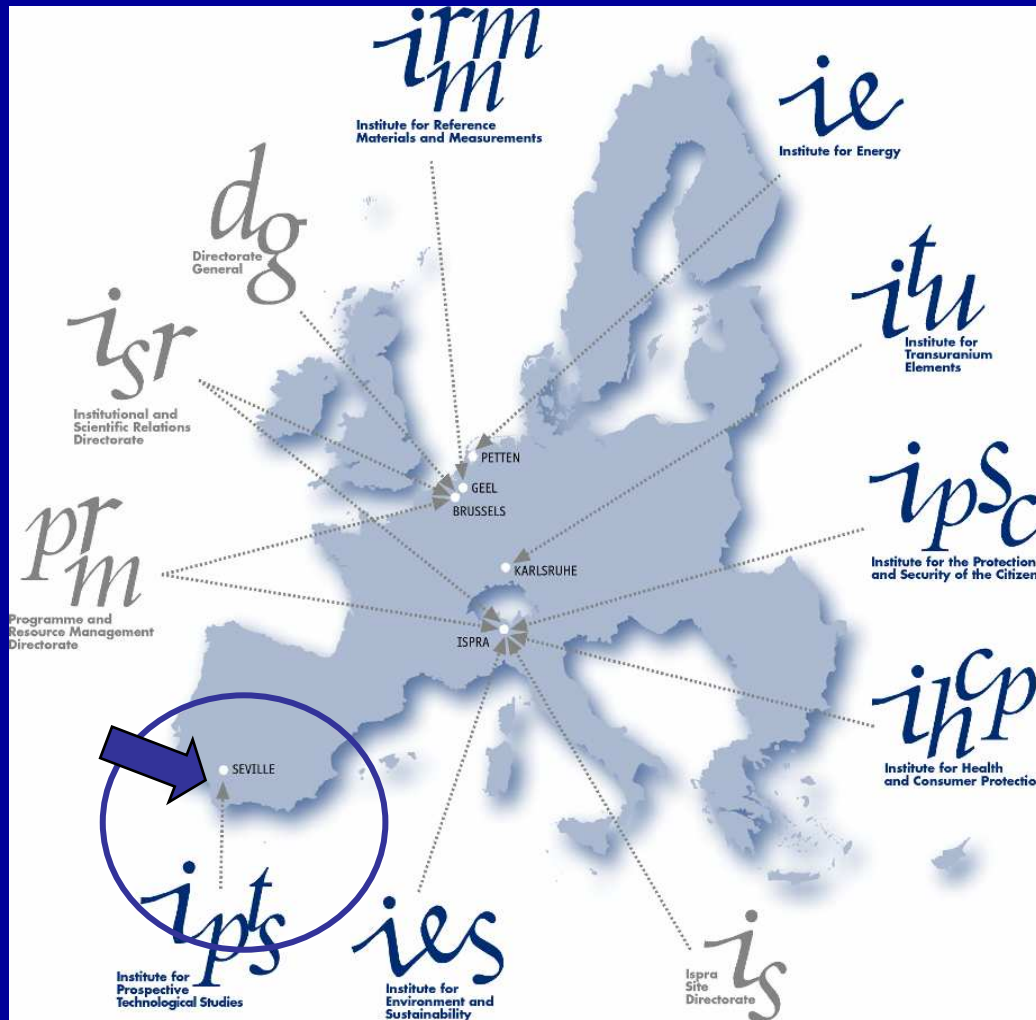 irmm
Institute for Reference
Materials and Measurements
ie
Institute for Energy
dg
Directorate
General
itu
Institute for
Transuranium
Elements
isr
Institutional and
Scientific Relations
Directorate
PETTEN
GEEL
BRUSSELS
ipsc
Institute for the Protection
and Security of the Citizen
prm
Programme and
Resource Management
Directorate
KARLSRUHE
ISPRA
ihcp
Institute for Health
and Consumer Protectio
SEVILLE
ipts
Institute for
Prospective
Technological Studies
ies
Institute for
Environment and
Sustainability
is
Ispra
Site
Directorate